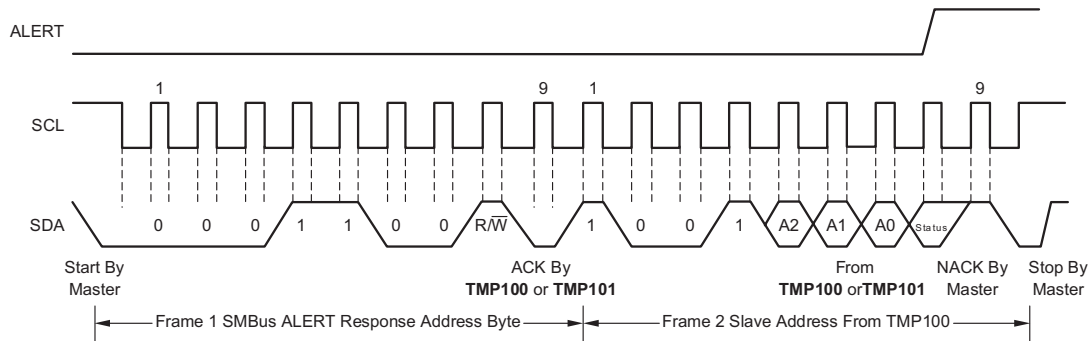 ALERT
1 9 1 9
SCL
SDA 0 0 0 1 1 0 0 R/W̅ 1 0 0 1 A2 A1 A0 Status
Start By Master
ACK By TMP100 or TMP101
From TMP100 orTMP101
NACK By Master
Stop By Master
Frame 1 SMBus ALERT Response Address Byte
Frame 2 Slave Address From TMP100